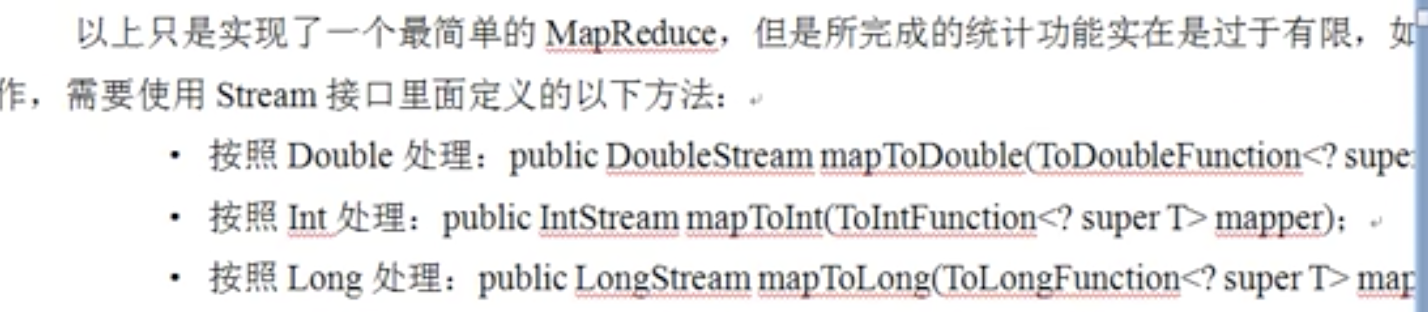 以上只是实现了一个最简单的 MapReduce，但是所完成的统计功能实在是过于有限，如
作，需要使用 Stream 接口里面定义的以下方法：
· 按照 Double 处理：public DoubleStream mapToDouble(ToDoubleFunction<? super
· 按照 Int 处理：public IntStream mapToInt(ToIntFunction<? super T> mapper)；
· 按照 Long 处理：public LongStream mapToLong(ToLongFunction<? super T> map